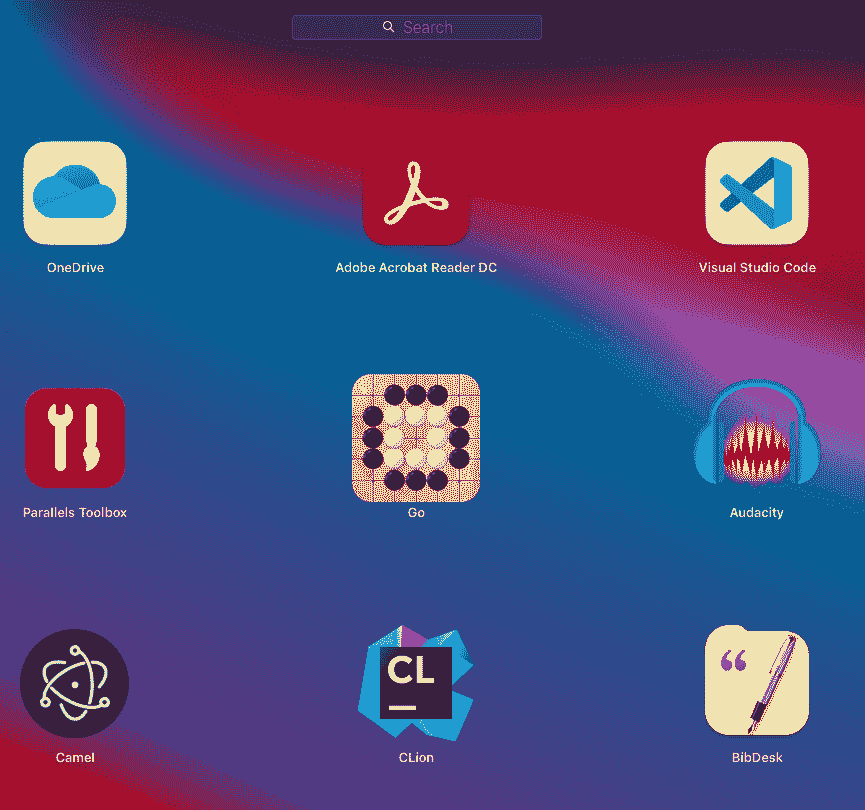 Search
OneDrive
Adobe Acrobat Reader DC
Visual Studio Code
Parallels Toolbox
Go
Audacity
CL
Camel
CLion
BibDesk